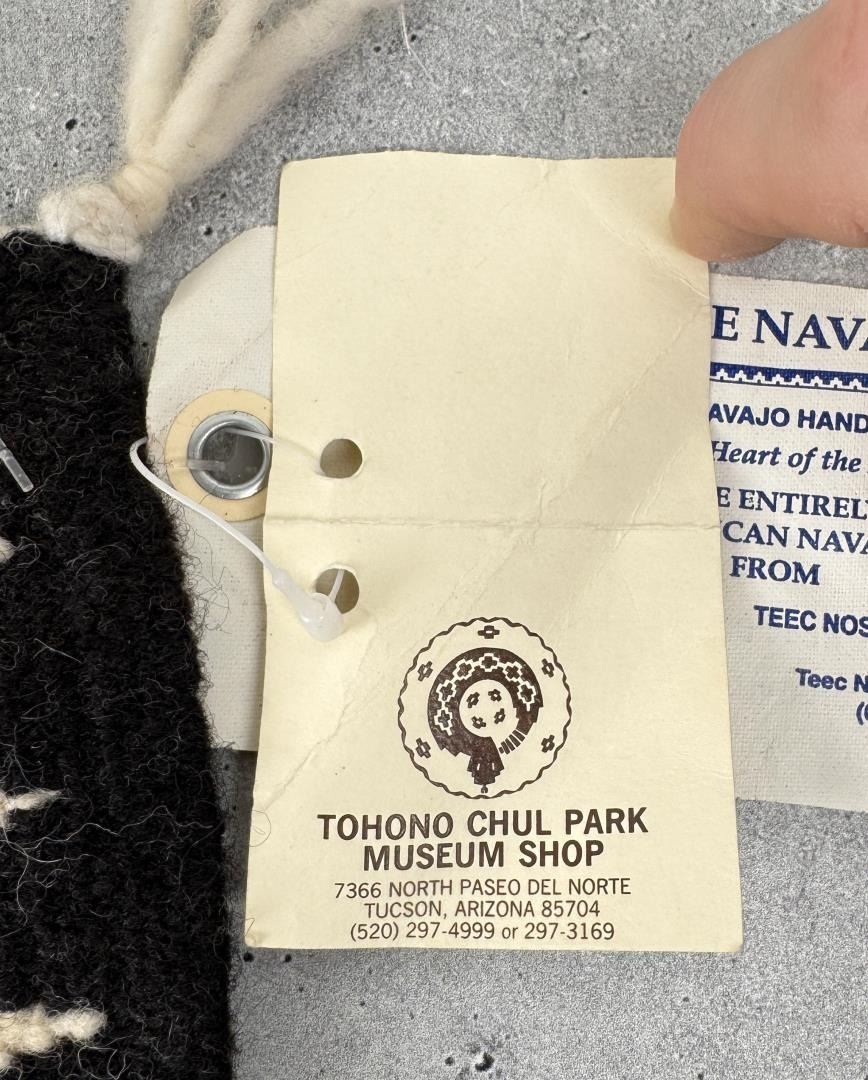 TOHONO CHUL PARK
MUSEUM SHOP
7366 NORTH PASEO DEL NORTE
TUCSON, ARIZONA 85704
(520) 297-4999 or 297-3169
E NAVA
AVAJO HAND
Heart of the
E ENTIREL
CAN NAVA
FROM
TEEC NOS
Teec N